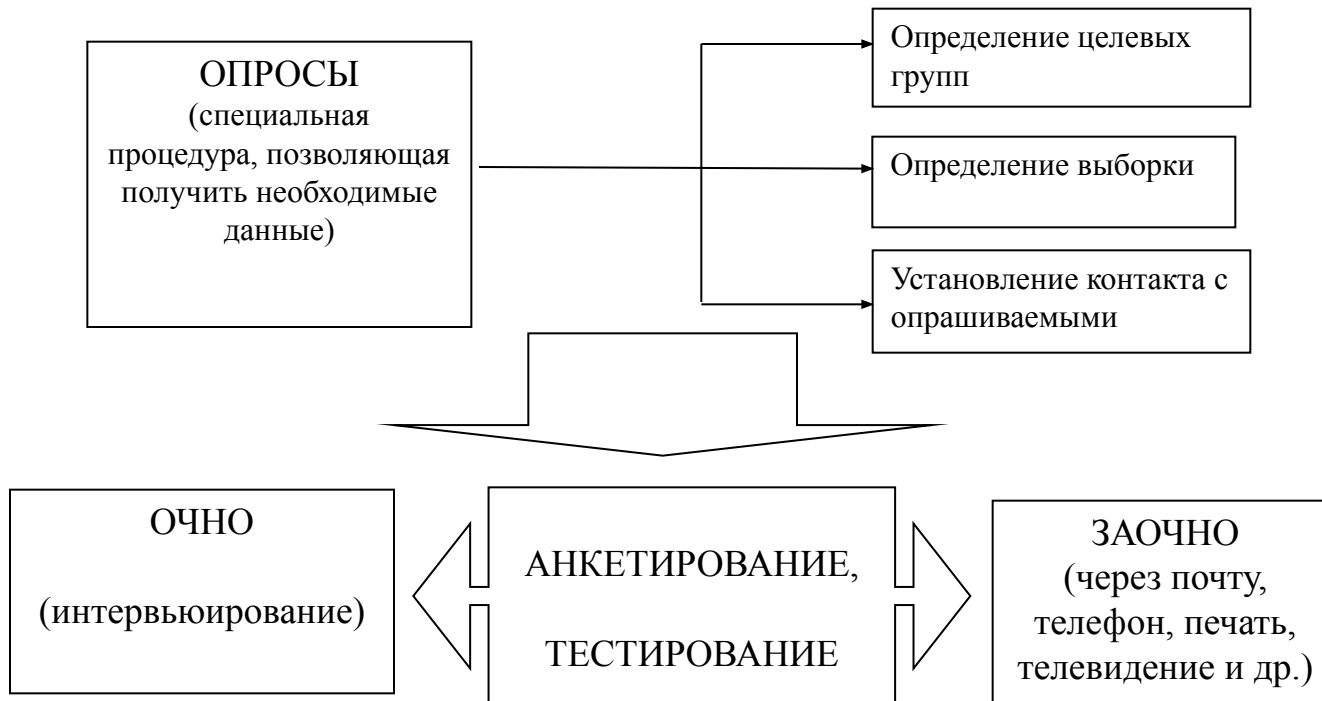 ОПРОСЫ
(специальная
процедура, позволяющая
получить необходимые
данные)
Определение целевых
групп
Определение выборки
Установление контакта с
опрашиваемыми
ОЧНО
(интервьюирование)
АНКЕТИРОВАНИЕ,
ТЕСТИРОВАНИЕ
ЗАОЧНО
(через почту,
телефон, печать,
телевидение и др.)